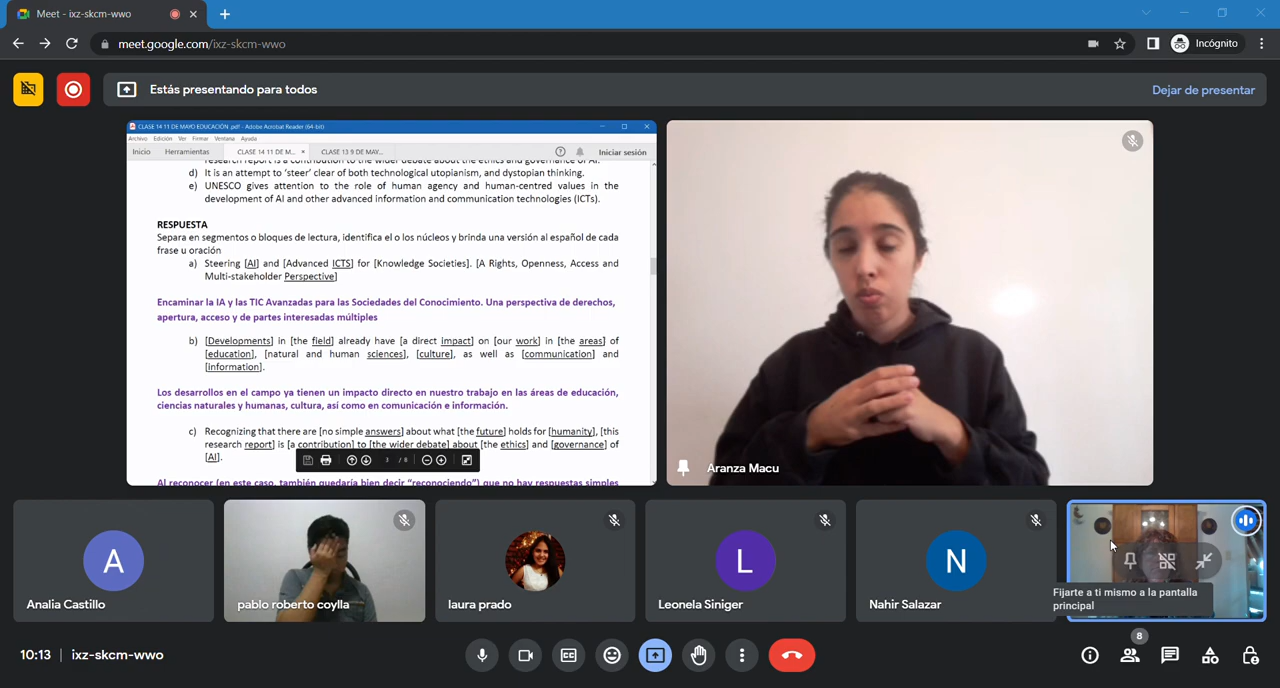 Meet - ixz-skcm-wwo
meet.google.com/ixz-skcm-wwo
Incógnito
Estás presentando para todos
Dejar de presentar
CLASE 14 11 DE MAYO EDUCACIÓN .pdf - Adobe Acrobat Reader (64-bit)
Archivo Edición Ver Firmar Ventana Ayuda
Inicio Herramientas CLASE 14 11 DE M... CLASE 13 9 DE MAY... Iniciar sesión
research report is a contribution to the wider debate about the ethics and governance of AI.
d) It is an attempt to ‘steer’ clear of both technological utopianism, and dystopian thinking.
e) UNESCO gives attention to the role of human agency and human-centred values in the
development of AI and other advanced information and communication technologies (ICTs).
RESPUESTA
Separa en segmentos o bloques de lectura, identifica el o los núcleos y brinda una versión al español de cada
frase u oración
a) Steering [AI] and [Advanced ICTS] for [Knowledge Societies]. [A Rights, Openness, Access and
Multi-stakeholder Perspective]
Encaminar la IA y las TIC Avanzadas para las Sociedades del Conocimiento. Una perspectiva de derechos,
apertura, acceso y de partes interesadas múltiples
b) [Developments] in [the field] already have [a direct impact] on [our work] in [the areas] of
[education], [natural and human sciences], [culture], as well as [communication] and
[information].
Los desarrollos en el campo ya tienen un impacto directo en nuestro trabajo en las áreas de educación,
ciencias naturales y humanas, cultura, así como en comunicación e información.
c) Recognizing that there are [no simple answers] about what [the future] holds for [humanity], [this
research report] is [a contribution] to [the wider debate] about [the ethics] and [governance] of
[AI].
3 / 8
Al reconocer (en este caso, también quedaría bien decir “reconociendo”) que no hay respuestas simples
Aranza Macu
A
Analia Castillo
pablo roberto coylla
laura prado
L
Leonela Siniger
N
Nahir Salazar
Fijarte a ti mismo a la pantalla
principal
10:13 | ixz-skcm-wwo
8